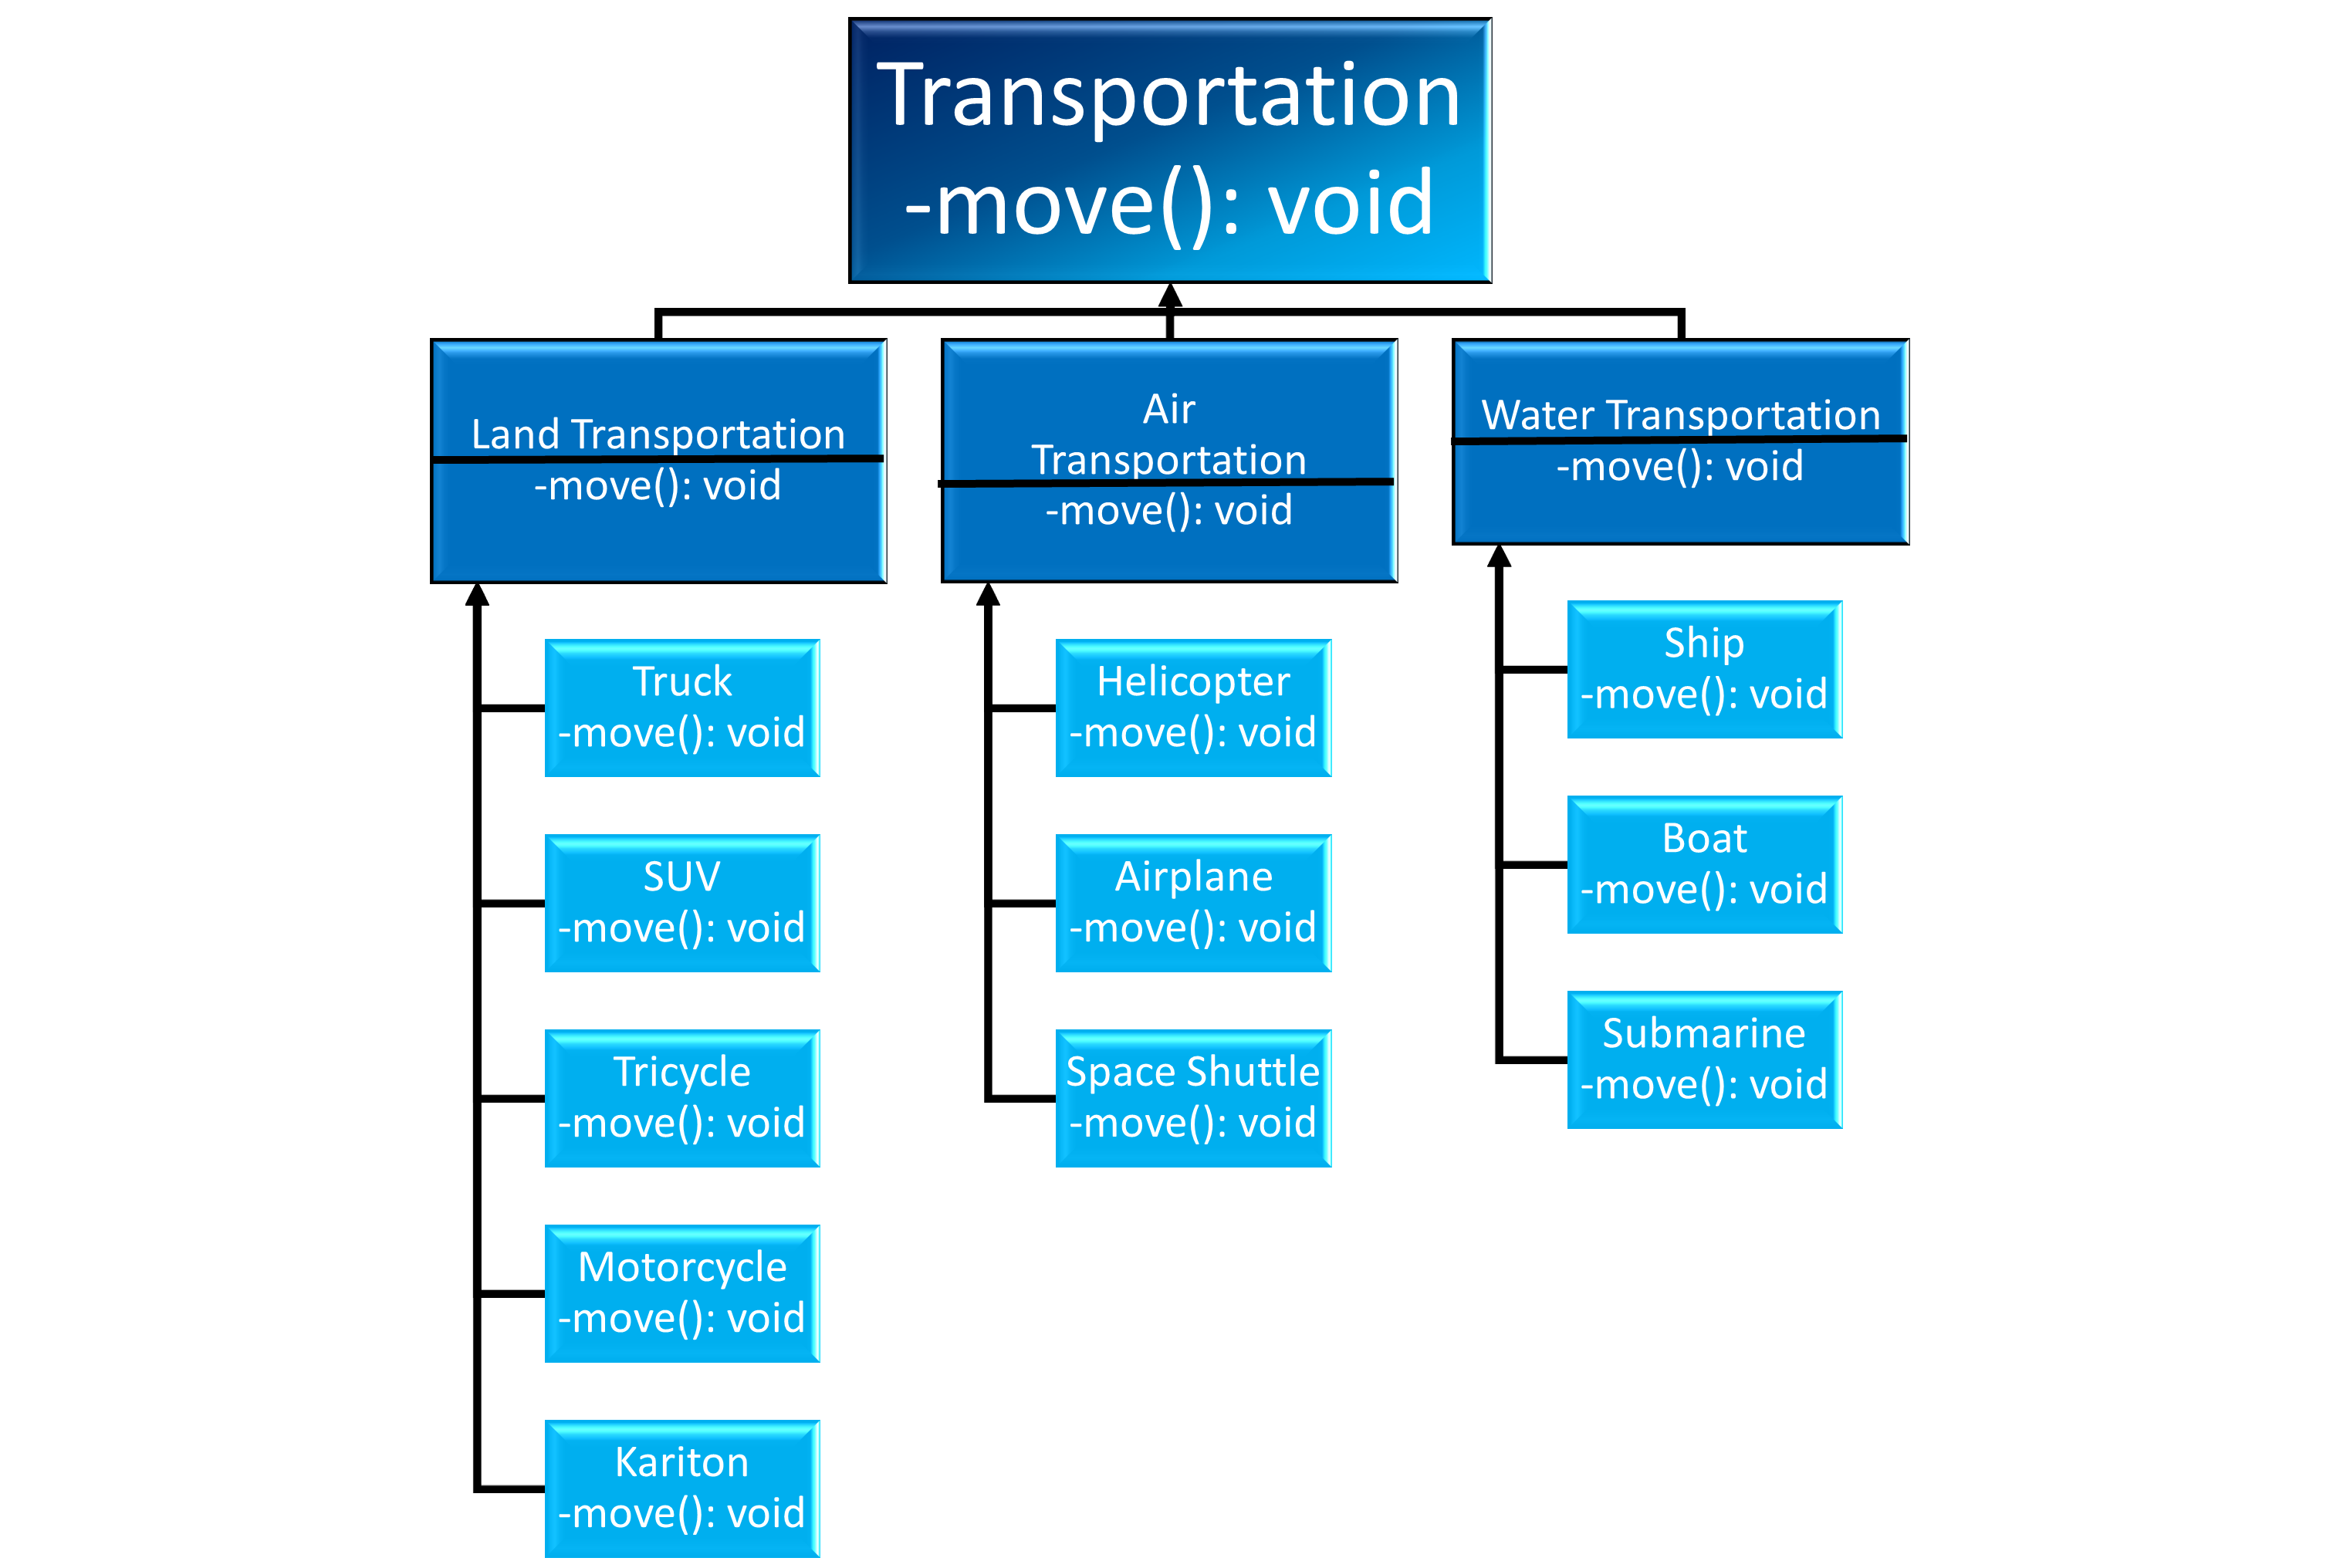 Transportation
-move(): void
Land Transportation
-move(): void
Air
Transportation
-move(): void
Water Transportation
-move(): void
Truck
-move(): void
SUV
-move(): void
Tricycle
-move(): void
Motorcycle
-move(): void
Kariton
-move(): void
Helicopter
-move(): void
Airplane
-move(): void
Space Shuttle
-move(): void
Ship
-move(): void
Boat
-move(): void
Submarine
-move(): void